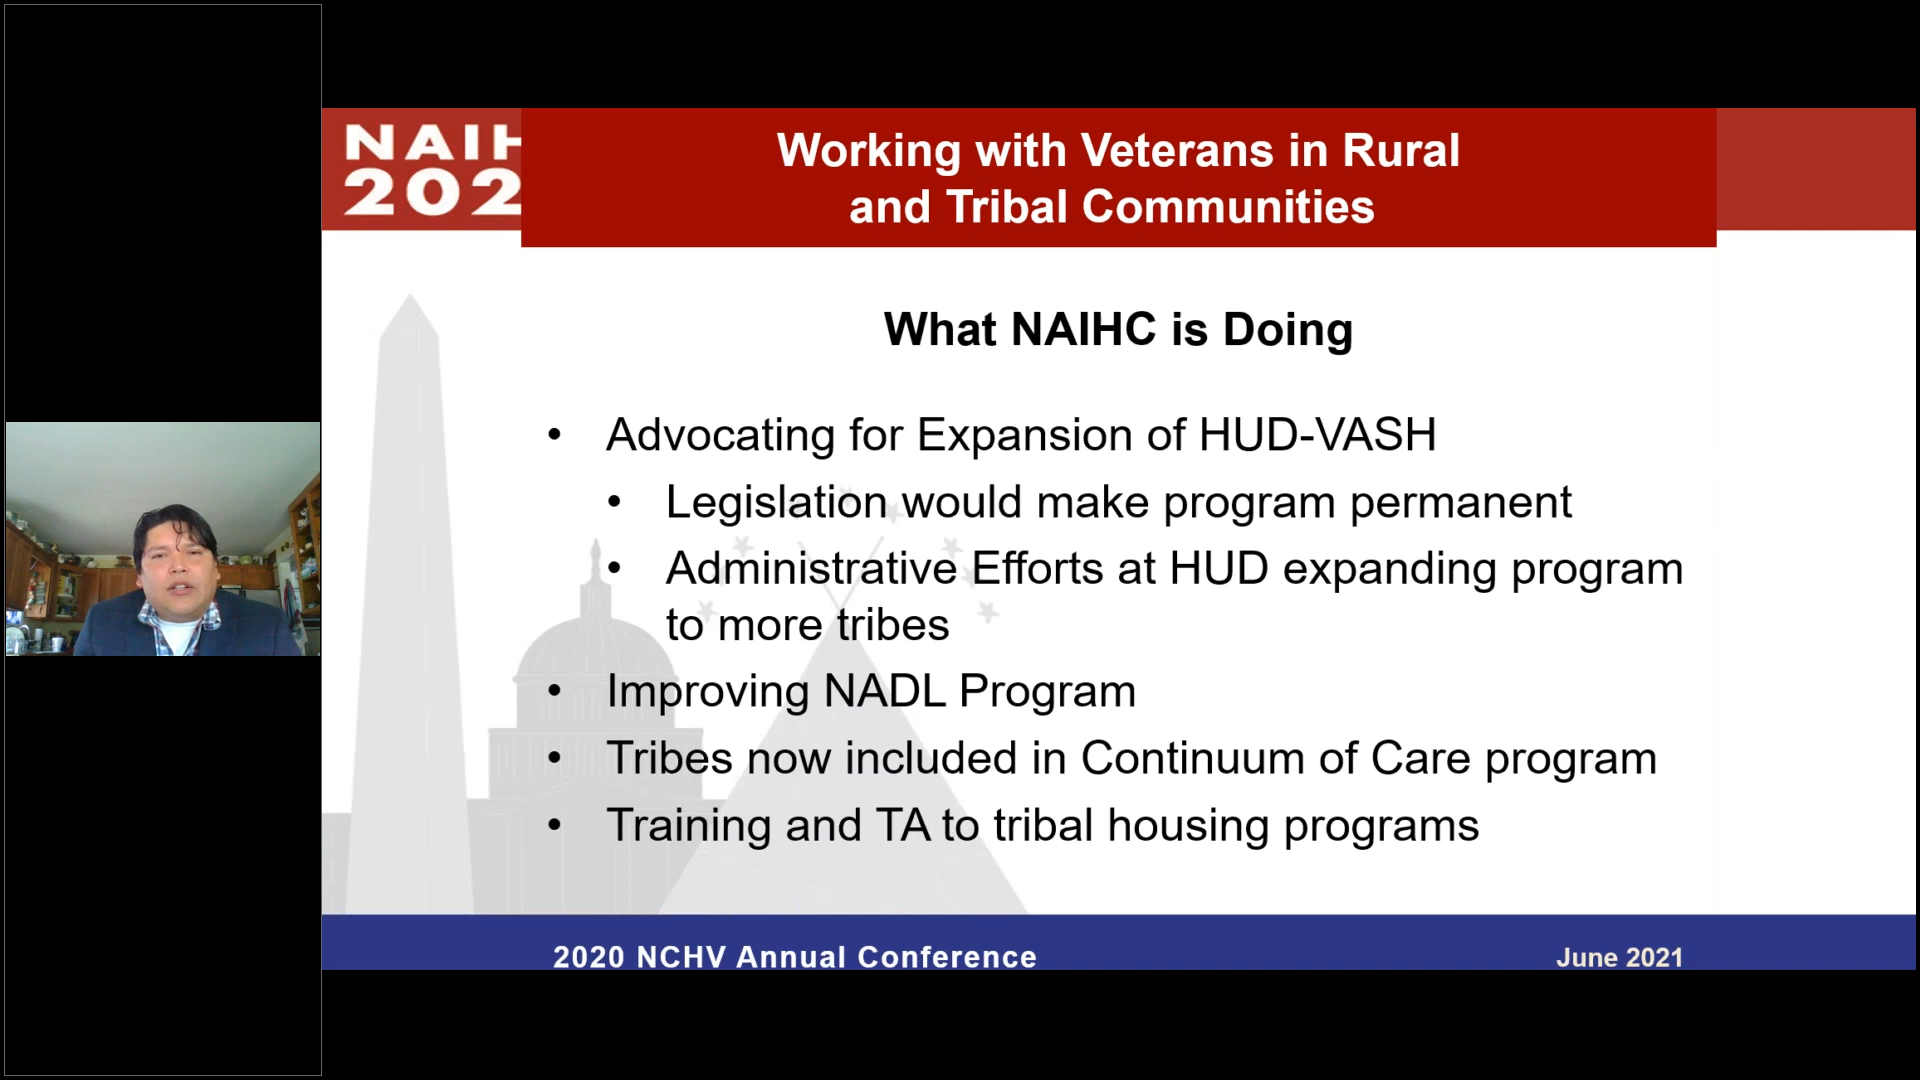 NAIH
202
Working with Veterans in Rural
and Tribal Communities
What NAIHC is Doing
• Advocating for Expansion of HUD-VASH
• Legislation would make program permanent
• Administrative Efforts at HUD expanding program
to more tribes
• Improving NADL Program
• Tribes now included in Continuum of Care program
• Training and TA to tribal housing programs
2020 NCHV Annual Conference
June 2021